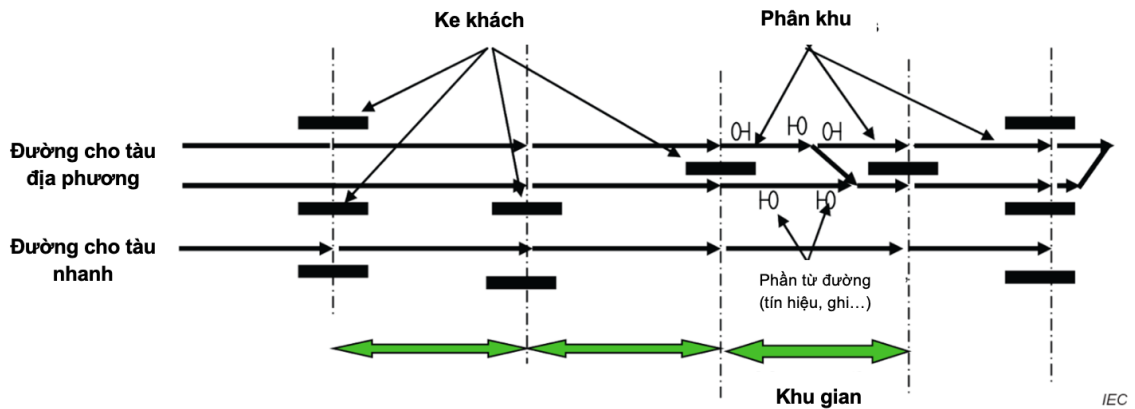 Ke khách
Phân khu
Đường cho tàu
địa phương
Đường cho tàu
nhanh
Phần từ đường
(tín hiệu, ghi...)
Khu gian
IEC